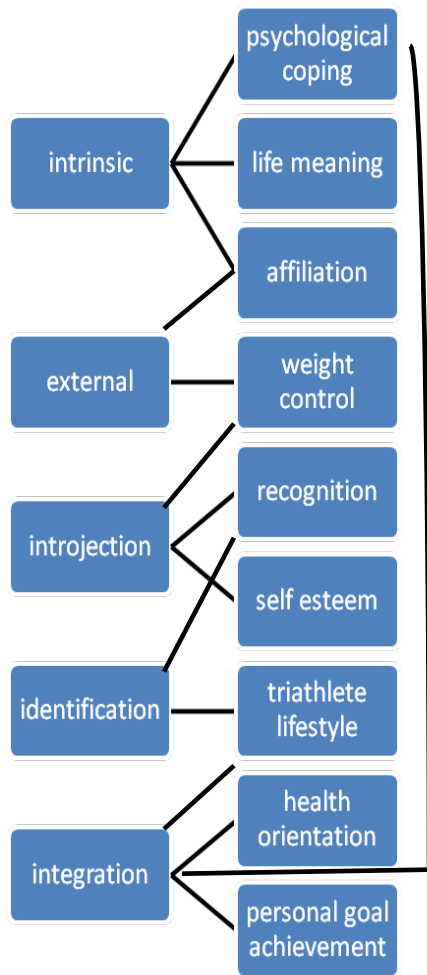 intrinsic
external
introjection
identification
integration
psychological
coping
life meaning
affiliation
weight
control
recognition
self esteem
triathlete
lifestyle
health
orientation
personal goal
achievement